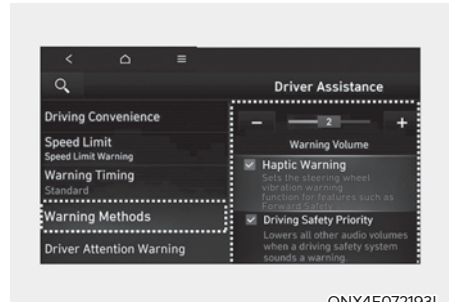 Driver Assistance
Driving Convenience
Speed Limit
Speed Limit Warning
Warning Timing
Standard
Warning Methods
Driver Attention Warning
2
Warning Volume
Haptic Warning
Sets the steering wheel
vibration warning
function for features such as
Forward Safety.
Driving Safety Priority
Lowers all other audio volumes
when a driving safety system
sounds a warning.